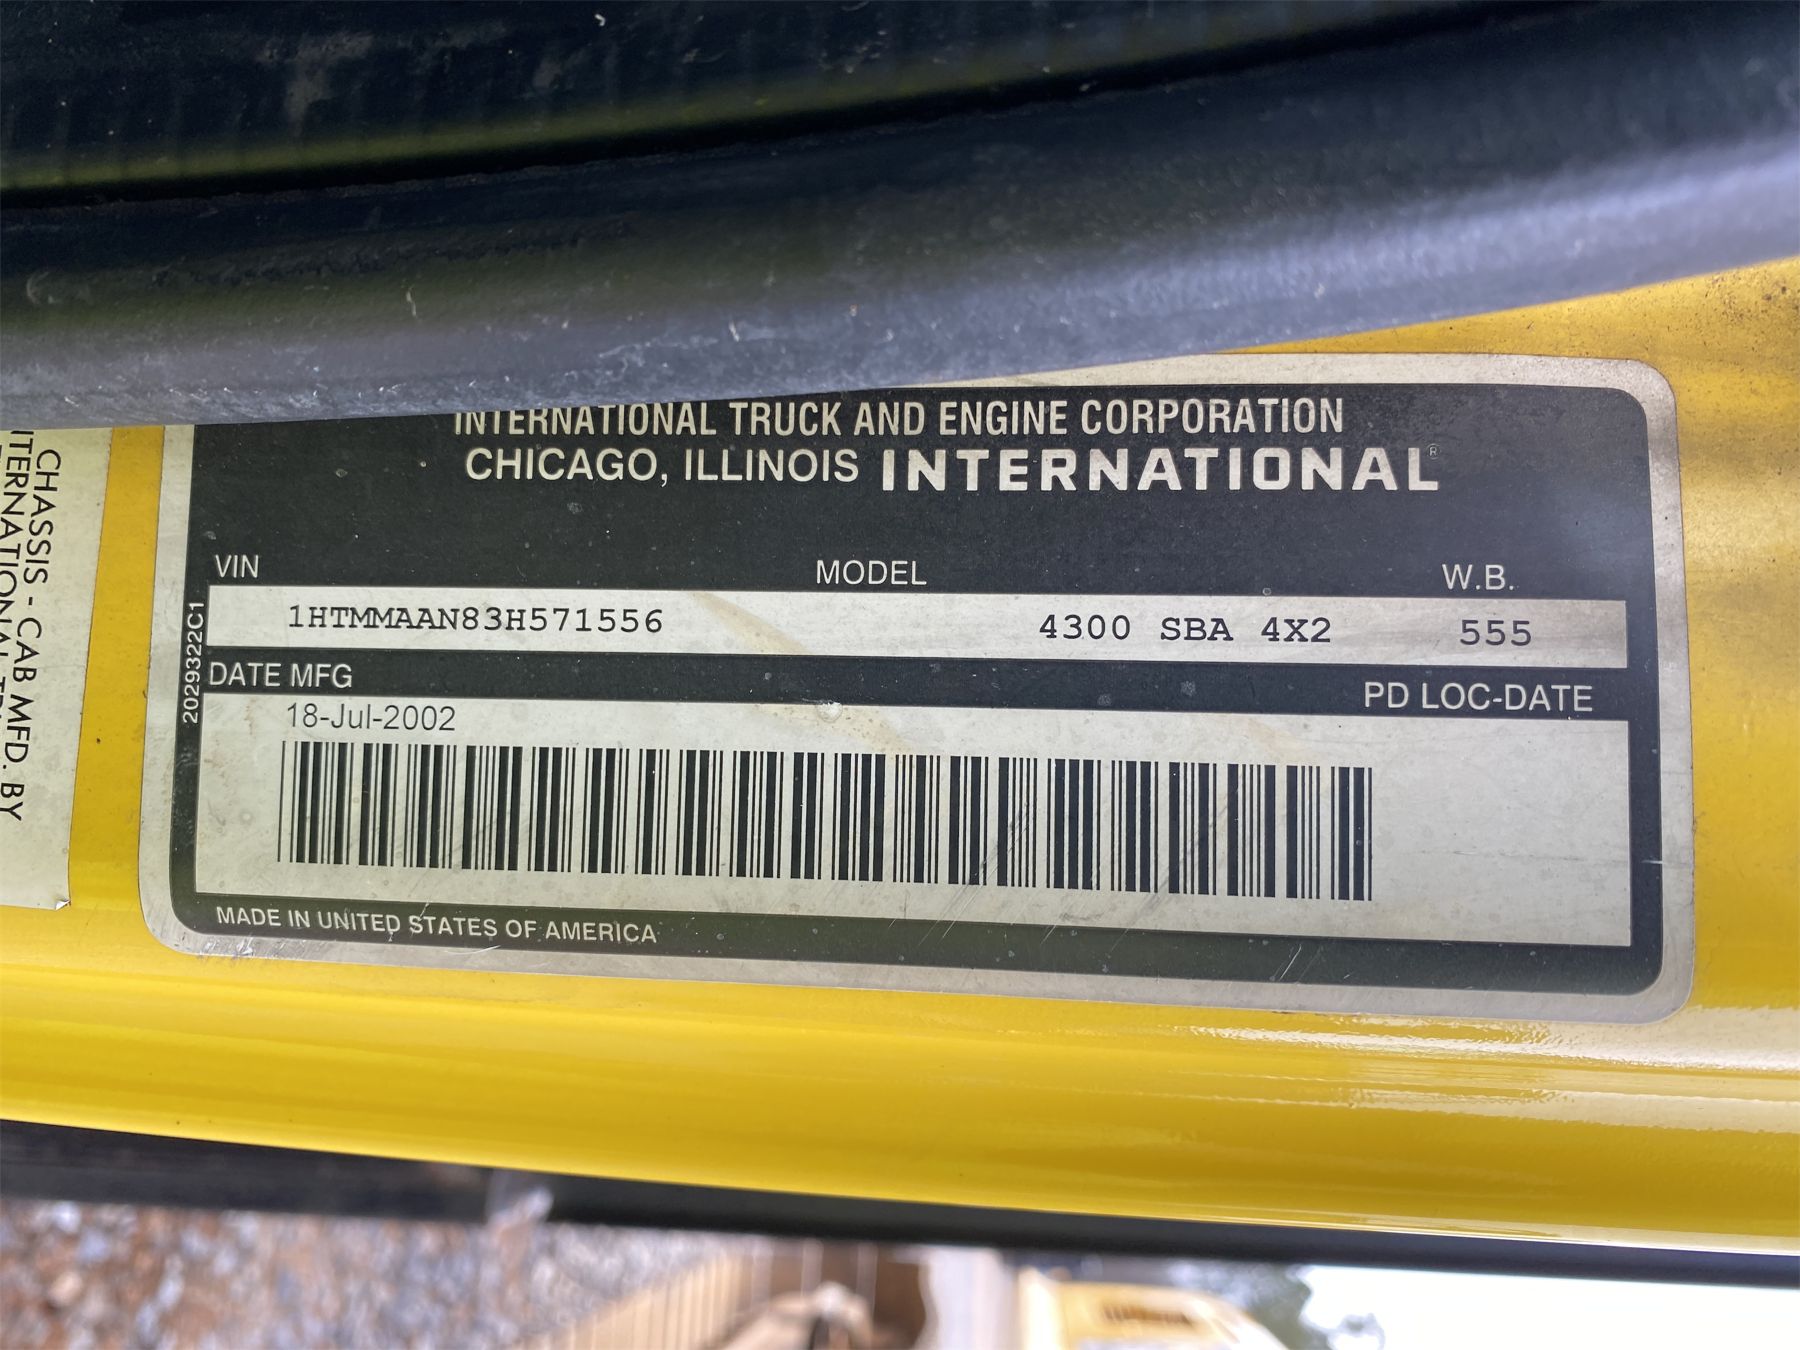 INTERNATIONAL TRUCK AND ENGINE CORPORATION
CHICAGO, ILLINOIS INTERNATIONAL®
VIN MODEL W.B.
1HTMMAAN83H571556 4300 SBA 4X2 555
DATE MFG PD LOC-DATE
18-Jul-2002
MADE IN UNITED STATES OF AMERICA
2029322C1
CHASSIS - CAB MFD. BY